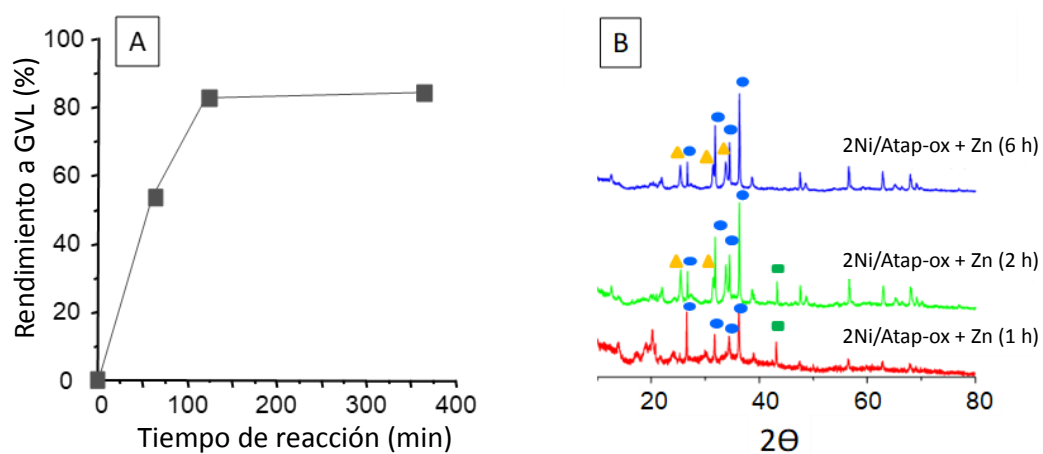 A
Rendimiento a GVL (%)
100
80
60
40
20
0
0
100
200
300
400
Tiempo de reacción (min)
B
2Ni/Atap-ox + Zn (6 h)
2Ni/Atap-ox + Zn (2 h)
2Ni/Atap-ox + Zn (1 h)
20
40
60
80
2ϴ